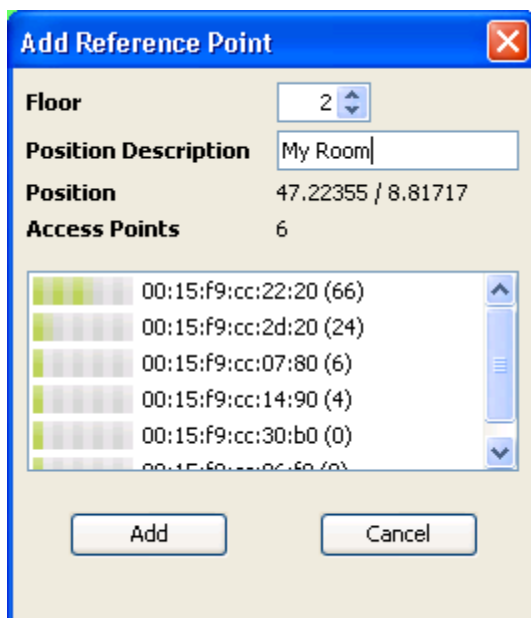 Add Reference Point
Floor 2
Position Description My Room
Position 47.22355 / 8.81717
Access Points 6
00:15:f9:cc:22:20 (66)
00:15:f9:cc:2d:20 (24)
00:15:f9:cc:07:80 (6)
00:15:f9:cc:14:90 (4)
00:15:f9:cc:30:b0 (0)
Add Cancel